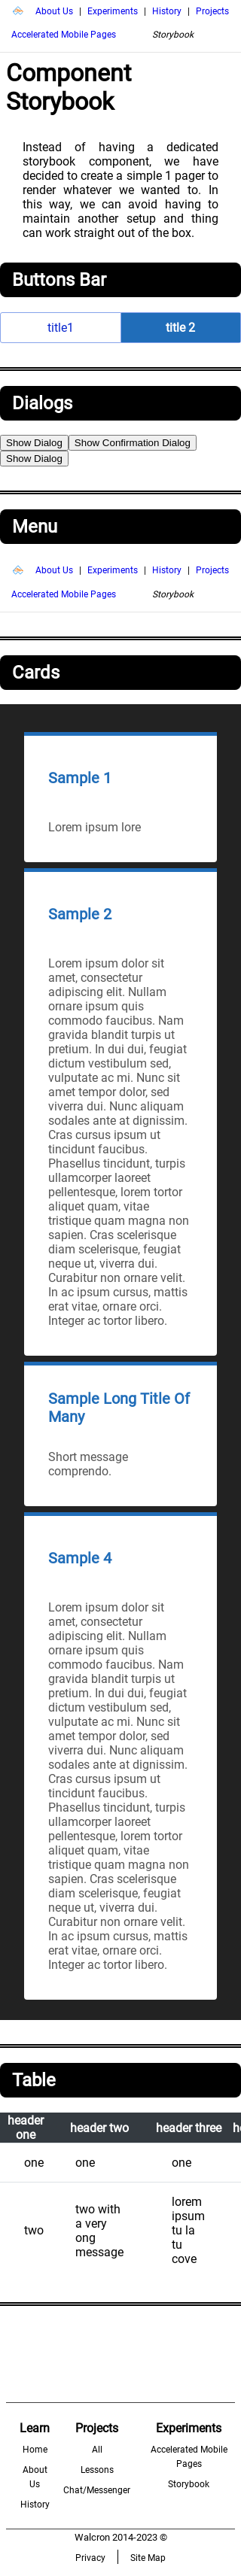 About Us | Experiments | History | Projects
Accelerated Mobile Pages Storybook
Component
Storybook
Instead of having a dedicated
storybook component, we have
decided to create a simple 1 pager to
render whatever we wanted to. In
this way, we can avoid having to
maintain another setup and thing
can work straight out of the box.
Buttons Bar
title1 title 2
Dialogs
Show Dialog Show Confirmation Dialog
Show Dialog
Menu
About Us | Experiments | History | Projects
Accelerated Mobile Pages Storybook
Cards
Sample 1
Lorem ipsum lore
Sample 2
Lorem ipsum dolor sit
amet, consectetur
adipiscing elit. Nullam
ornare ipsum quis
commodo faucibus. Nam
gravida blandit turpis ut
pretium. In dui dui, feugiat
dictum vestibulum sed,
vulputate ac mi. Nunc sit
amet tempor dolor, sed
viverra dui. Nunc aliquam
sodales ante at dignissim.
Cras cursus ipsum ut
tincidunt faucibus.
Phasellus tincidunt, turpis
ullamcorper laoreet
pellentesque, lorem tortor
aliquet quam, vitae
tristique quam magna non
sapien. Cras scelerisque
diam scelerisque, feugiat
neque ut, viverra dui.
Curabitur non ornare velit.
In ac ipsum cursus, mattis
erat vitae, ornare orci.
Integer ac tortor libero.
Sample Long Title Of
Many
Short message
comprendo.
Sample 4
Lorem ipsum dolor sit
amet, consectetur
adipiscing elit. Nullam
ornare ipsum quis
commodo faucibus. Nam
gravida blandit turpis ut
pretium. In dui dui, feugiat
dictum vestibulum sed,
vulputate ac mi. Nunc sit
amet tempor dolor, sed
viverra dui. Nunc aliquam
sodales ante at dignissim.
Cras cursus ipsum ut
tincidunt faucibus.
Phasellus tincidunt, turpis
ullamcorper laoreet
pellentesque, lorem tortor
aliquet quam, vitae
tristique quam magna non
sapien. Cras scelerisque
diam scelerisque, feugiat
neque ut, viverra dui.
Curabitur non ornare velit.
In ac ipsum cursus, mattis
erat vitae, ornare orci.
Integer ac tortor libero.
Table
header
one header two header three
one one one
two
two with
a very
ong
message
lorem
ipsum
tu la
tu
cove
Learn
Home
About
Us
History
Projects
All
Lessons
Chat/Messenger
Experiments
Accelerated Mobile
Pages
Storybook
Walcron 2014-2023 ©
Privacy Site Map